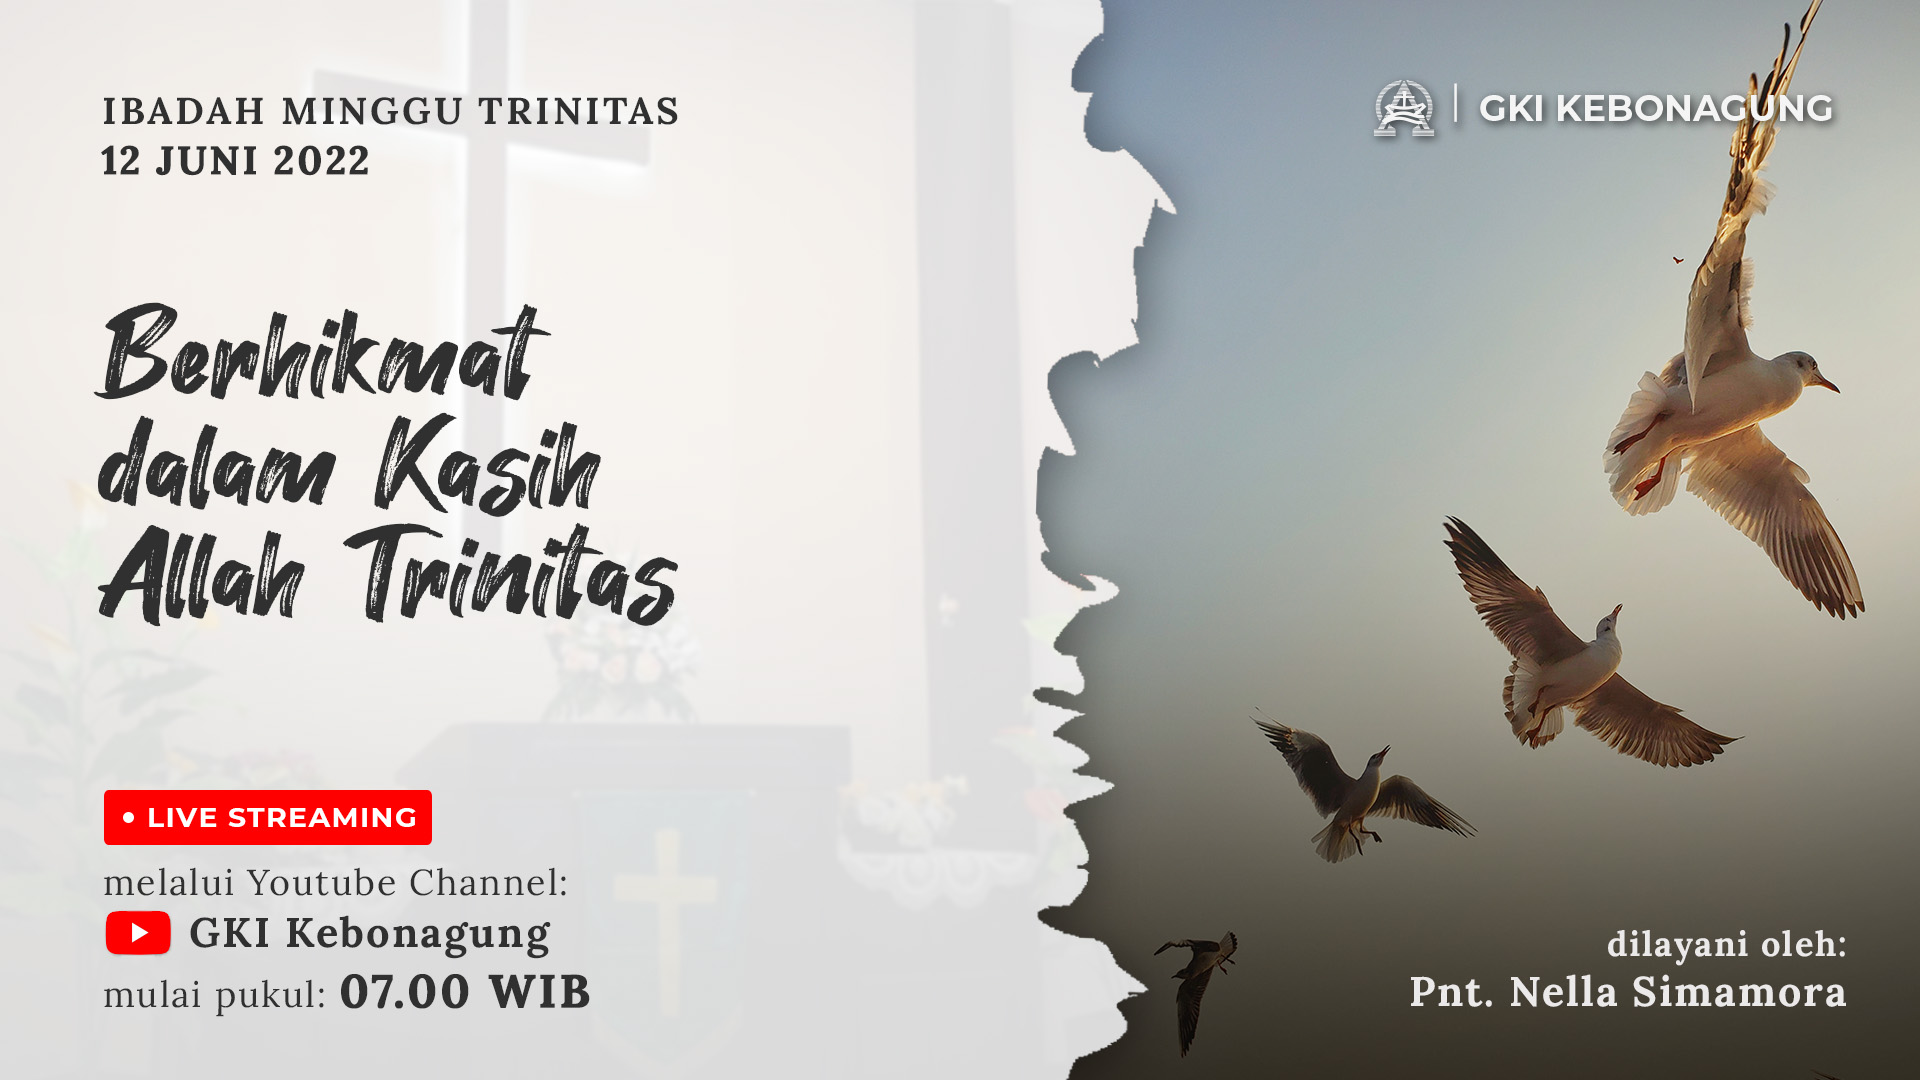 IBADAH MINGGU TRINITAS
12 JUNI 2022
GKI KEBONAGUNG
Berhikmat
dalam Kasih
Allah Trinitas
LIVE STREAMING
melalui Youtube Channel:
GKI Kebonagung
mulai pukul: 07.00 WIB
dilayani oleh:
Pnt. Nella Simamora